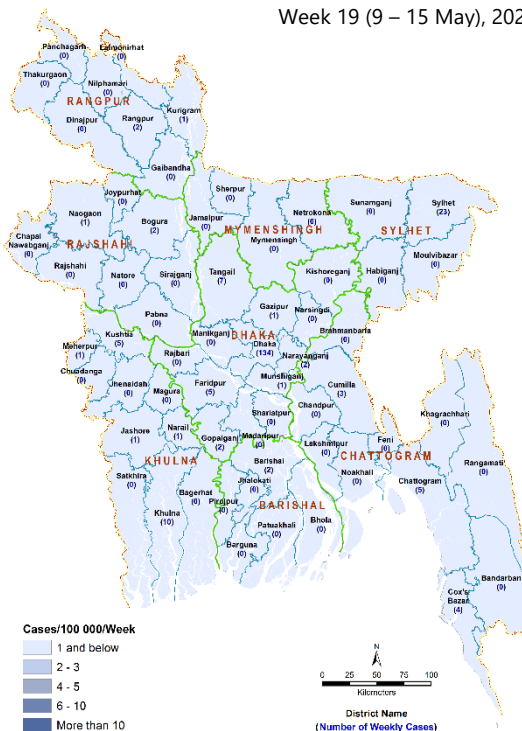 Week 19 (9 – 15 May), 202
Panchagarh
(0)
Lalmonirhat
(0)
Thakurgaon
(0)
Nilphamari
(0)
RANGPUR
Kurigram
(1)
Dinajpur
(0)
Rangpur
(2)
Gaibandha
(0)
Joypurhat
(0)
Sherpur
(0)
Netrokona
(0)
Sunamganj
(0)
Sylhet
(23)
Naogaon
(1)
Bogura
(2)
Jamalpur
(0)
MYMENSHINGH
Mymensingh
(0)
SYLHET
Chapai
Nawabganj
(0)
RAJSHAHI
Rajshahi
(0)
Natore
(0)
Sirajganj
(0)
Tangail
(7)
Kishoreganj
(0)
Habiganj
(0)
Moulvibazar
(0)
Pabna
(0)
Gazipur
(1)
Narsingdi
(0)
Kushtia
(5)
Manikganj
(0)
DHAKA
Dhaka
(134)
Brahmanbaria
(0)
Meherpur
(1)
Chuadanga
(0)
Rajbari
(0)
Narayanganj
(2)
Jhenaidah
(0)
Magura
(0)
Faridpur
(5)
Munshiganj
(1)
Cumilla
(3)
Chandpur
(0)
Khagrachhari
(0)
Jashore
(1)
Narail
(1)
Gopalganj
(2)
Shariatpur
(0)
Madaripur
(0)
Lakshmipur
(0)
Feni
(0)
Rangamati
(0)
KHULNA
Barishal
(2)
CHATTOGRAM
Noakhali
(0)
Chattogram
(5)
Satkhira
(0)
Khulna
(10)
Bagerhat
(0)
Pirojpur
(0)
Jhalokati
(0)
BARISHAL
Patuakhali
(0)
Bhola
(0)
Barguna
(0)
Bandarban
(0)
Cox's
Bazar
(4)
Cases/100 000/Week
1 and below
2 - 3
4 - 5
6 - 10
More than 10
N
0 25 50 75 100
Kilometers
District Name
(Number of Weekly Cases)